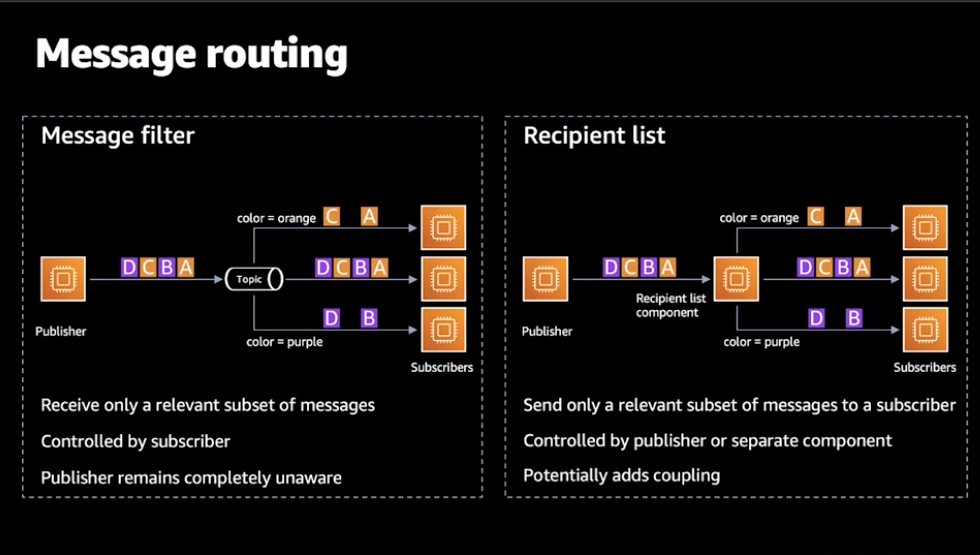 Message routing
Message filter
color = orange C A
D C B A
Topic
D C B A
Publisher
D B
color = purple
Subscribers
Receive only a relevant subset of messages
Controlled by subscriber
Publisher remains completely unaware
Recipient list
color = orange C A
D C B A
D C B A
Recipient list
component
Publisher
D B
color = purple
Subscribers
Send only a relevant subset of messages to a subscriber
Controlled by publisher or separate component
Potentially adds coupling